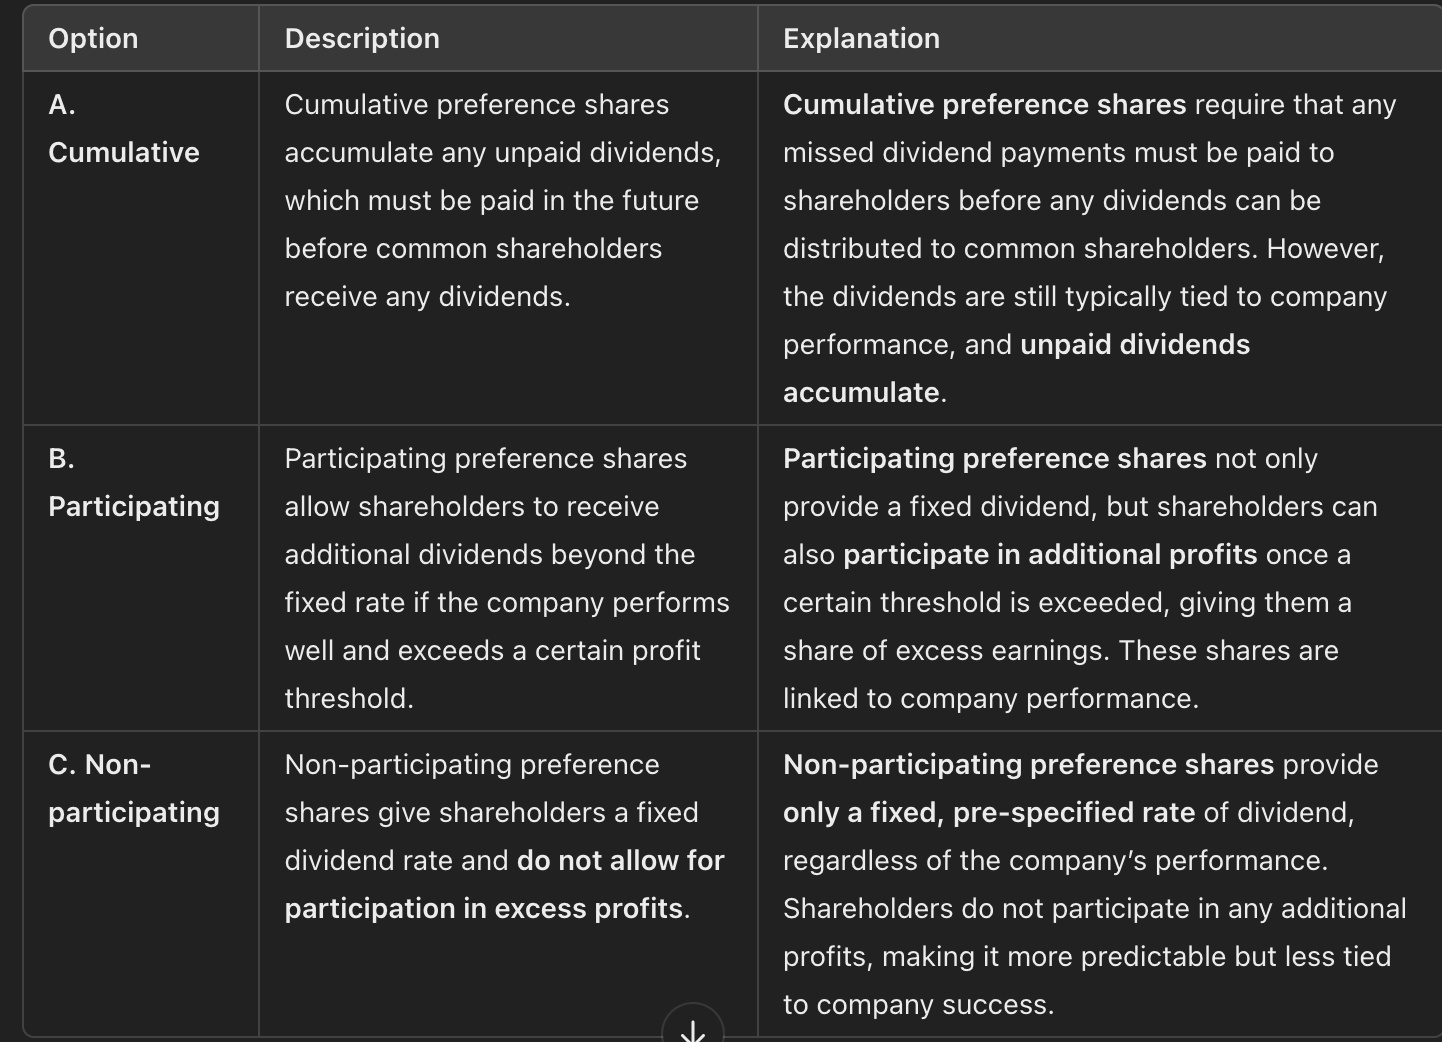 Option
Description
Explanation
A.
Cumulative
Cumulative preference shares
accumulate any unpaid dividends,
which must be paid in the future
before common shareholders
receive any dividends.
Cumulative preference shares require that any
missed dividend payments must be paid to
shareholders before any dividends can be
distributed to common shareholders. However,
the dividends are still typically tied to company
performance, and unpaid dividends
accumulate.
B.
Participating
Participating preference shares
allow shareholders to receive
additional dividends beyond the
fixed rate if the company performs
well and exceeds a certain profit
threshold.
Participating preference shares not only
provide a fixed dividend, but shareholders can
also participate in additional profits once a
certain threshold is exceeded, giving them a
share of excess earnings. These shares are
linked to company performance.
C. Non-
participating
Non-participating preference
shares give shareholders a fixed
dividend rate and do not allow for
participation in excess profits.
Non-participating preference shares provide
only a fixed, pre-specified rate of dividend,
regardless of the company’s performance.
Shareholders do not participate in any additional
profits, making it more predictable but less tied
to company success.